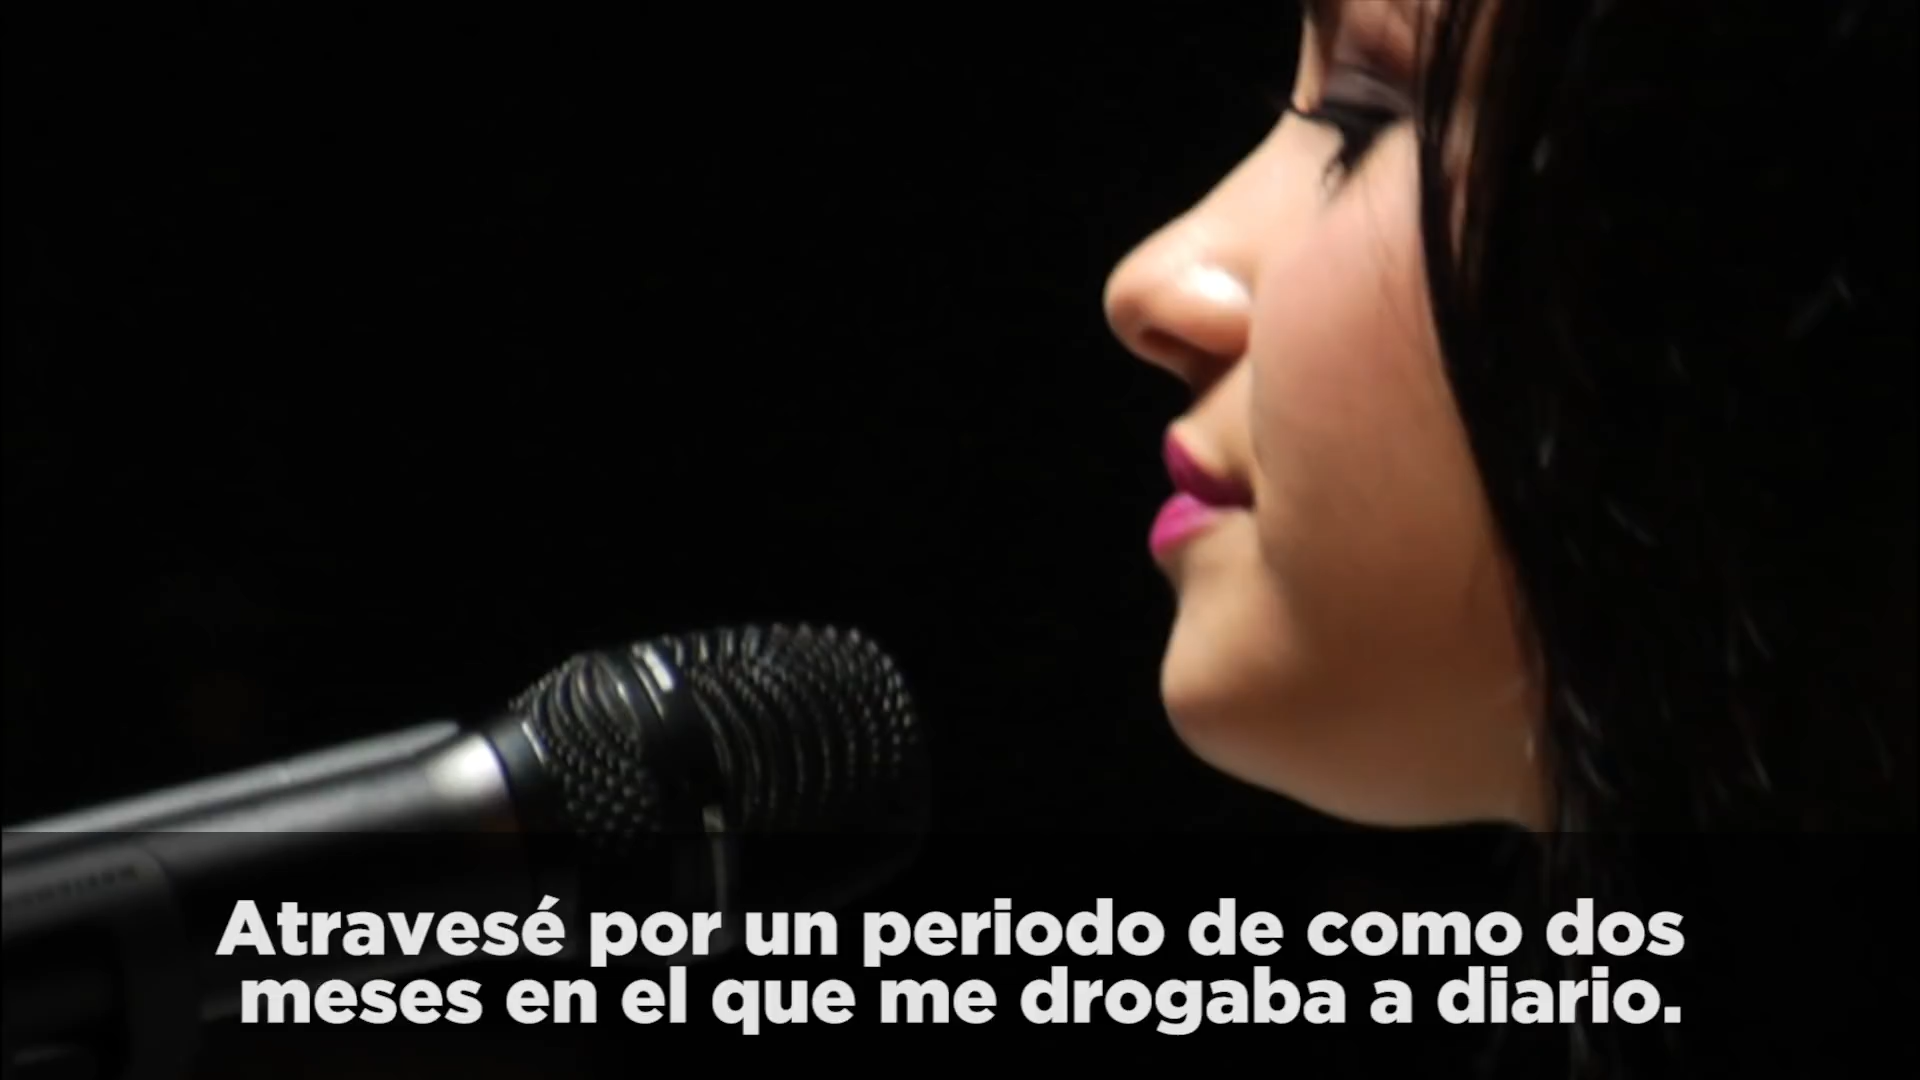 Atravesé por un periodo de como dos
meses en el que me drogaba a diario.